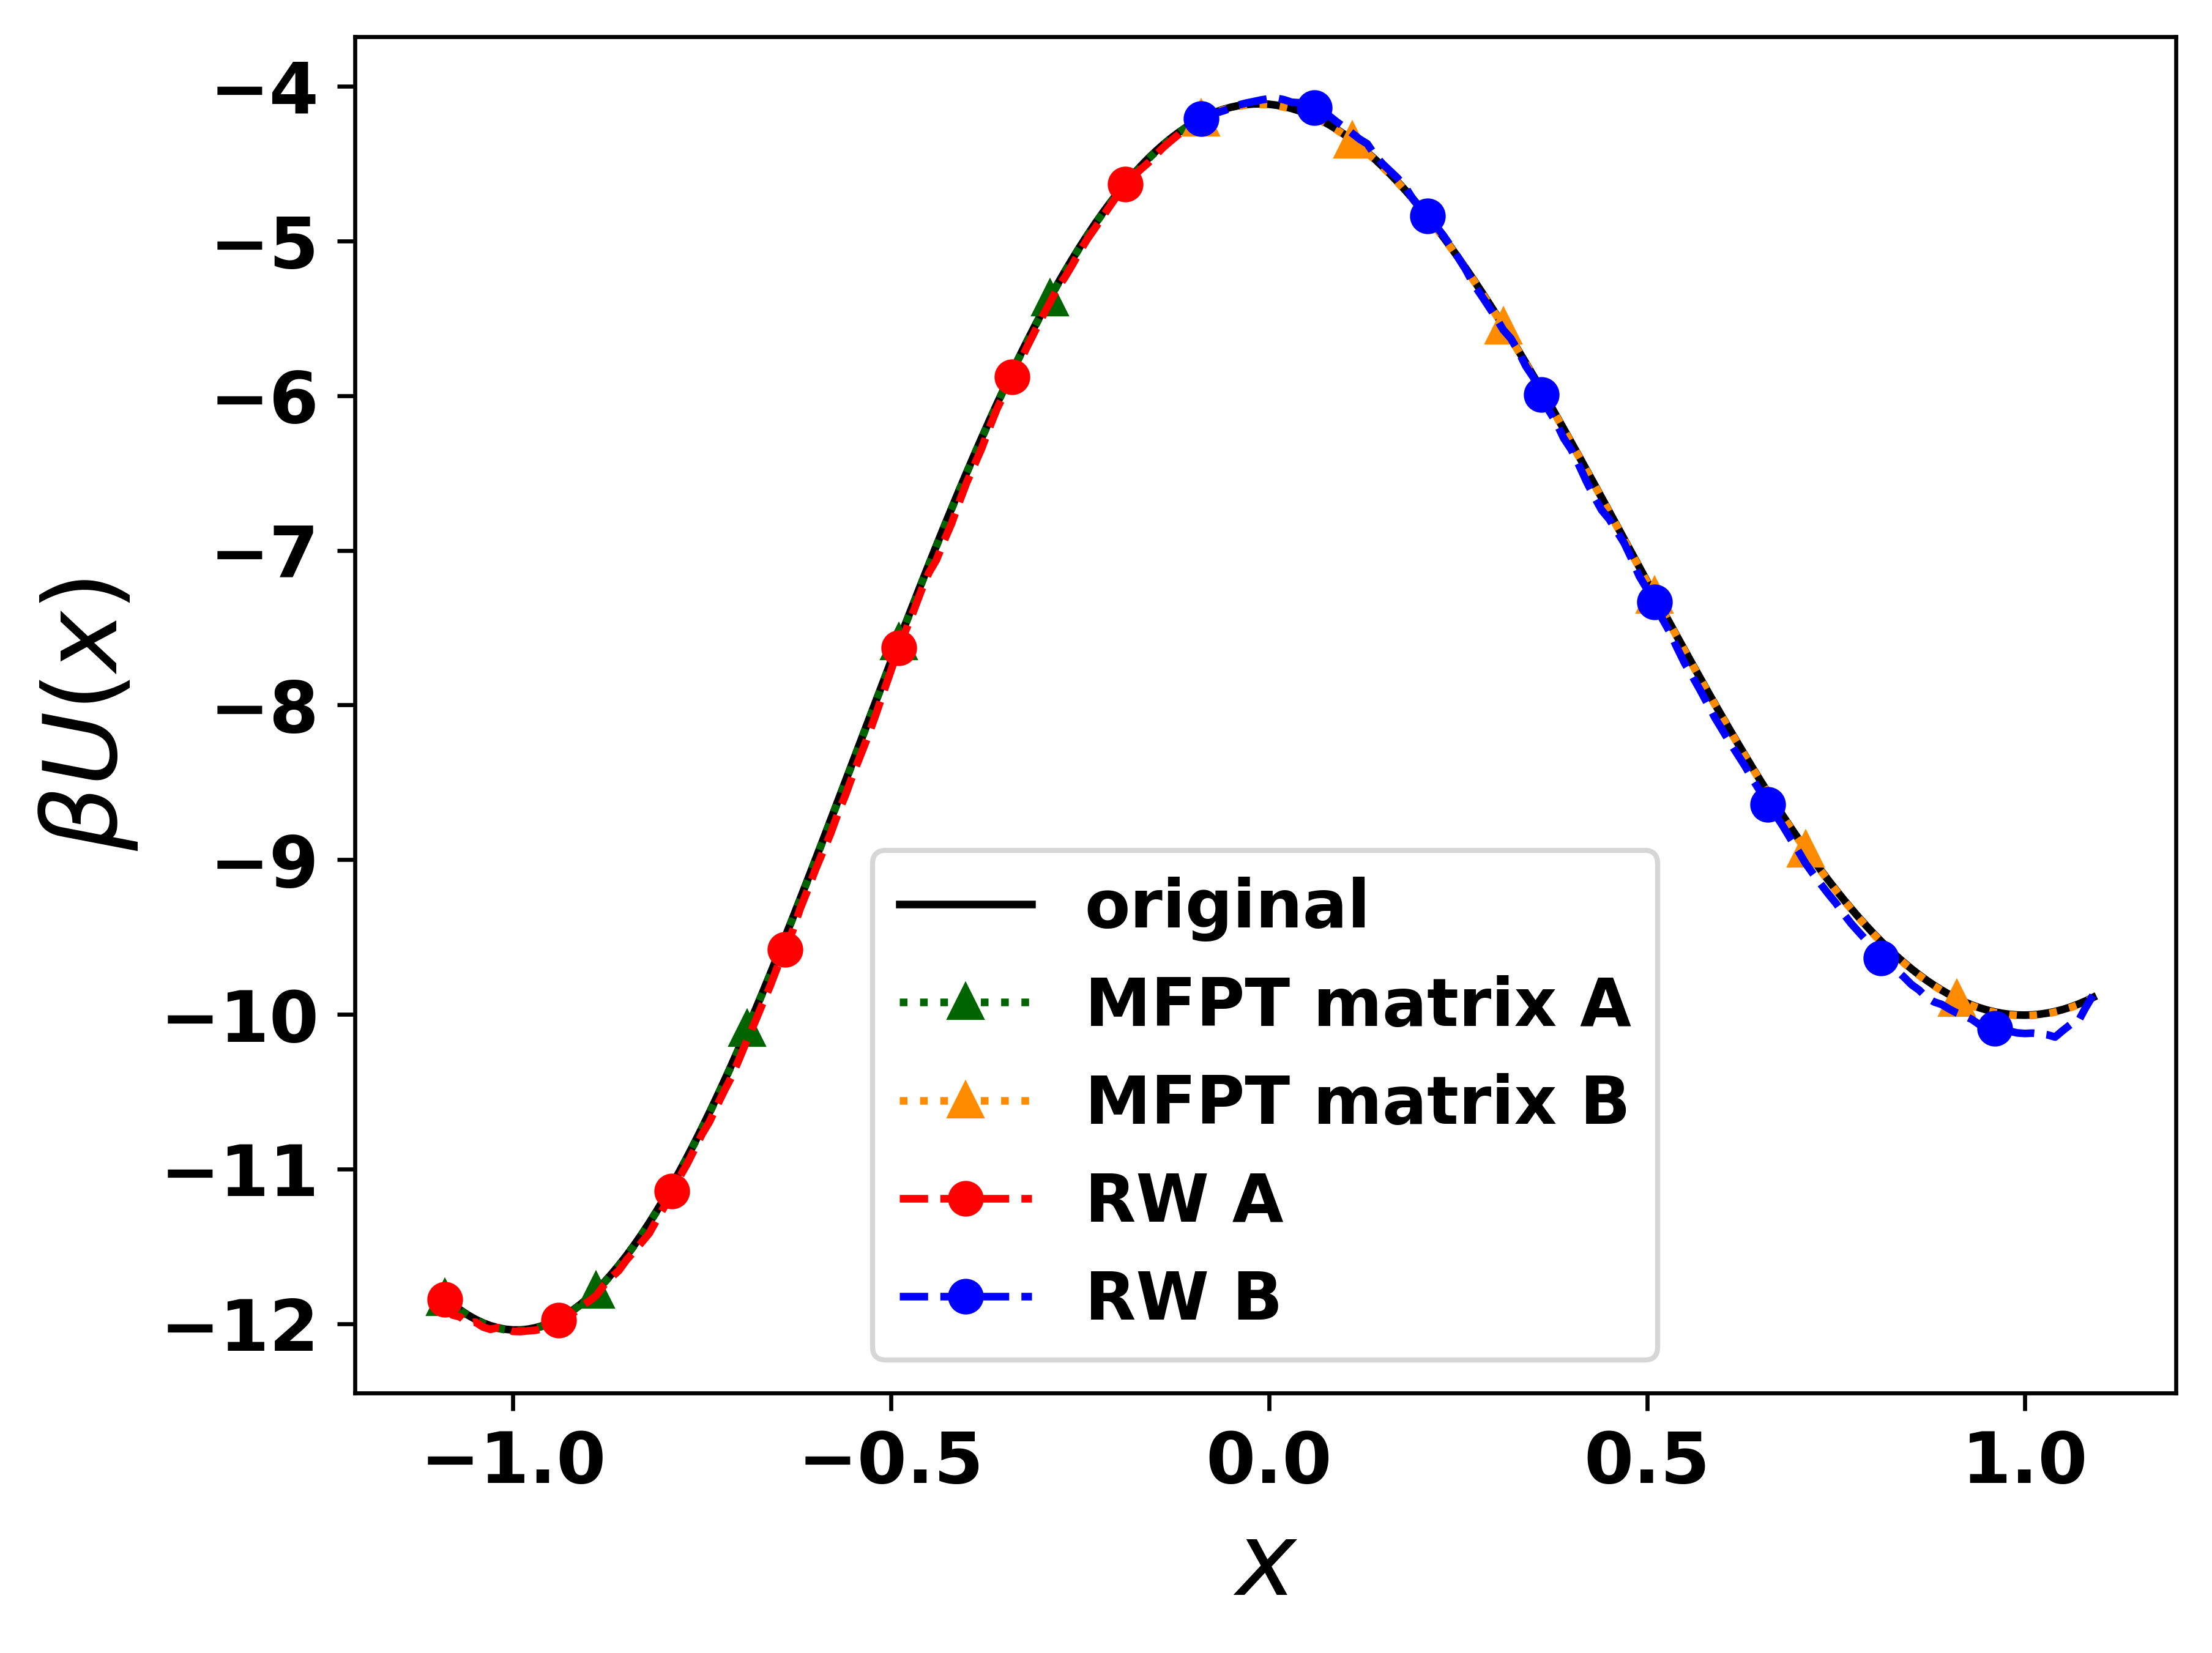 −4
−5
−6
−7
−8
−9
−10
−11
−12
βU(x)
original
MFPT matrix A
MFPT matrix B
RW A
RW B
−1.0 −0.5 0.0 0.5 1.0
x